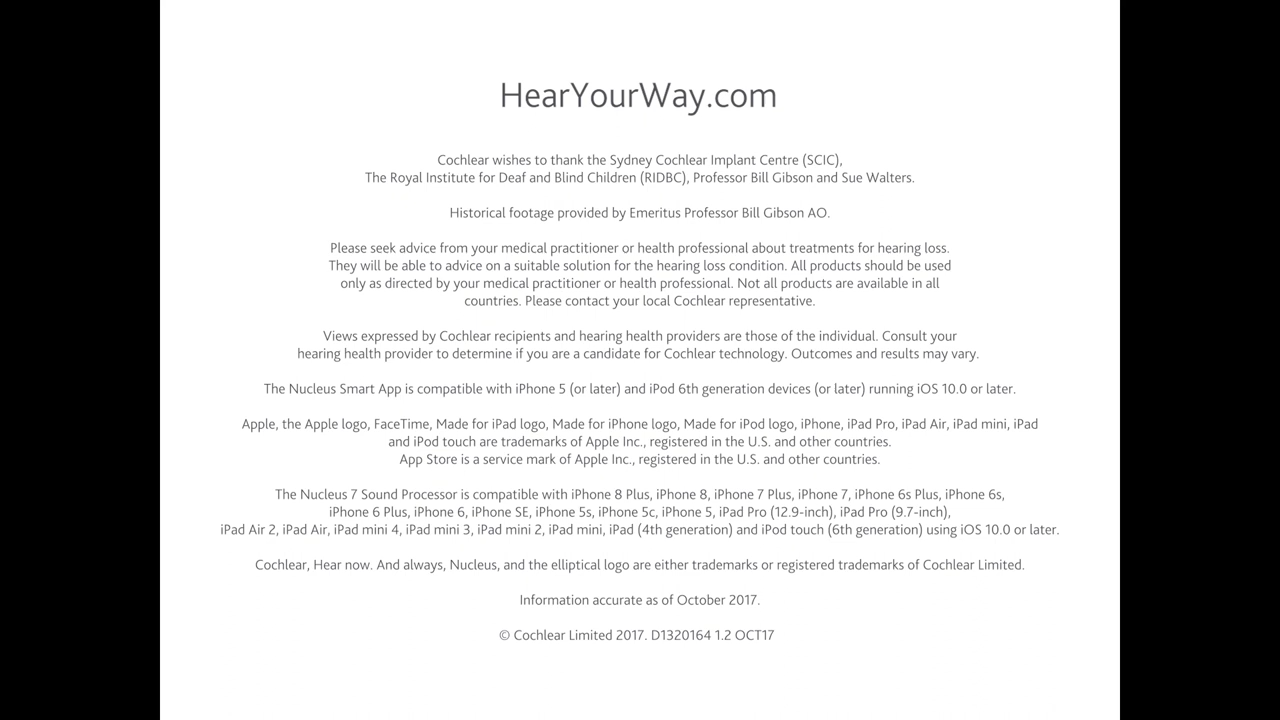 HearYourWay.com
Cochlear wishes to thank the Sydney Cochlear Implant Centre (SCIC),
The Royal Institute for Deaf and Blind Children (RIDBC), Professor Bill Gibson and Sue Walters.
Historical footage provided by Emeritus Professor Bill Gibson AO.
Please seek advice from your medical practitioner or health professional about treatments for hearing loss.
They will be able to advice on a suitable solution for the hearing loss condition. All products should be used
only as directed by your medical practitioner or health professional. Not all products are available in all
countries. Please contact your local Cochlear representative.
Views expressed by Cochlear recipients and hearing health providers are those of the individual. Consult your
hearing health provider to determine if you are a candidate for Cochlear technology. Outcomes and results may vary.
The Nucleus Smart App is compatible with iPhone 5 (or later) and iPod 6th generation devices (or later) running iOS 10.0 or later.
Apple, the Apple logo, FaceTime, Made for iPad logo, Made for iPhone logo, Made for iPod logo, iPhone, iPad Pro, iPad Air, iPad mini, iPad
and iPod touch are trademarks of Apple Inc., registered in the U.S. and other countries.
App Store is a service mark of Apple Inc., registered in the U.S. and other countries.
The Nucleus 7 Sound Processor is compatible with iPhone 8 Plus, iPhone 8, iPhone 7 Plus, iPhone 7, iPhone 6s Plus, iPhone 6s,
iPhone 6 Plus, iPhone 6, iPhone SE, iPhone 5s, iPhone 5c, iPhone 5, iPad Pro (12.9-inch), iPad Pro (9.7-inch),
iPad Air 2, iPad Air, iPad mini 4, iPad mini 3, iPad mini 2, iPad mini, iPad (4th generation) and iPod touch (6th generation) using iOS 10.0 or later.
Cochlear, Hear now. And always, Nucleus, and the elliptical logo are either trademarks or registered trademarks of Cochlear Limited.
Information accurate as of October 2017.
© Cochlear Limited 2017. D1320164 1.2 OCT17